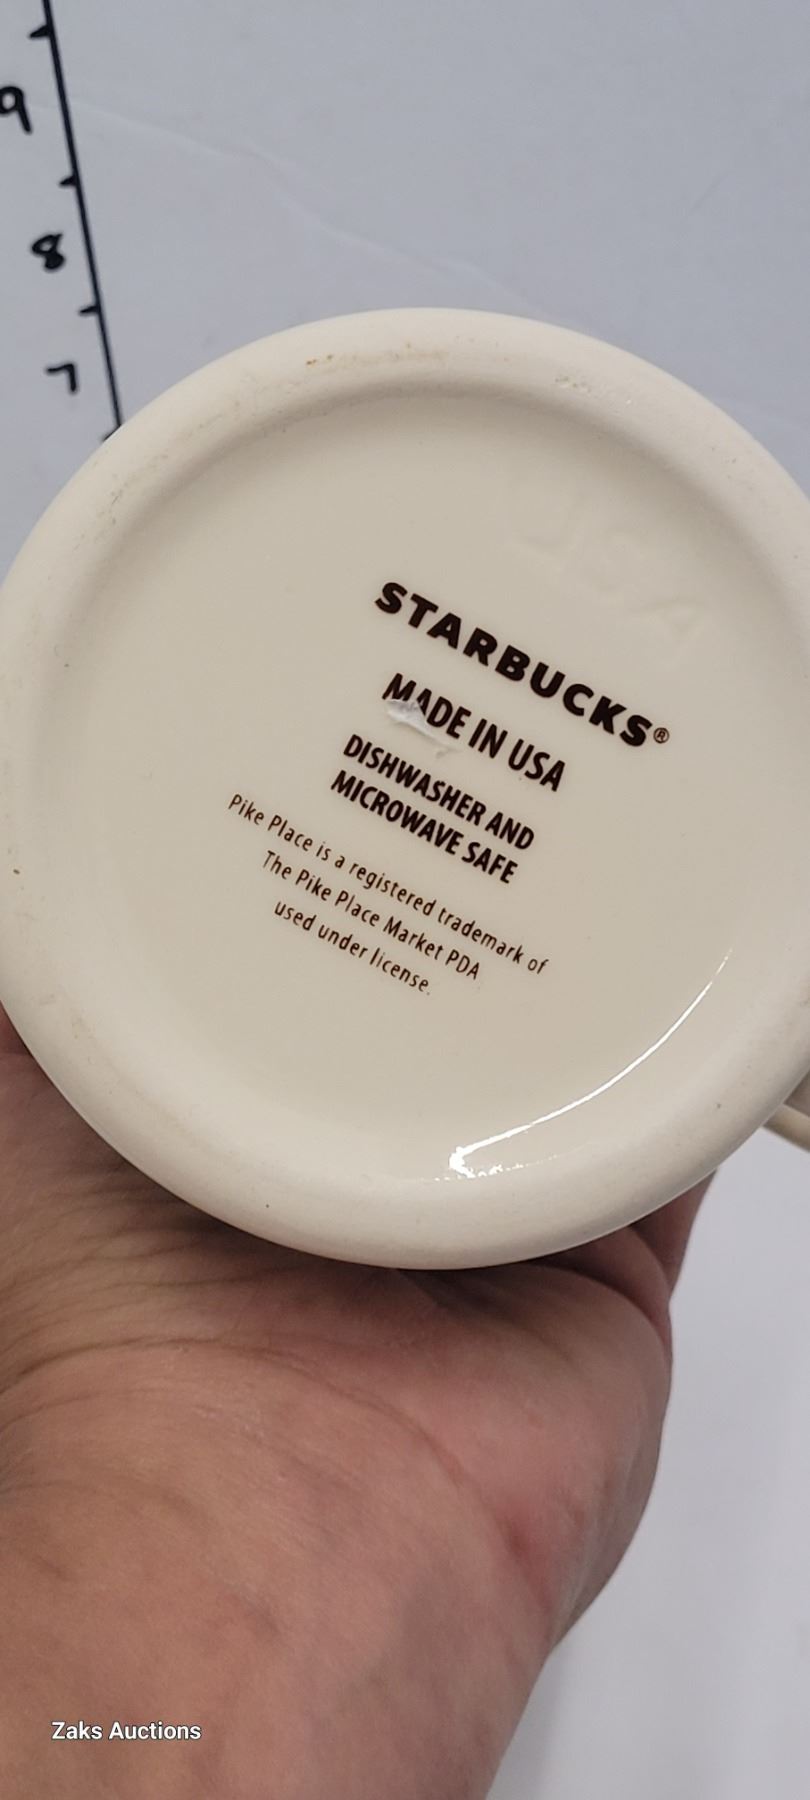 9
8
7
USA
STARBUCKS®
MADE IN USA
DISHWASHER AND
MICROWAVE SAFE
Pike Place is a registered trademark of
The Pike Place Market PDA
used under license.
Zaks Auctions